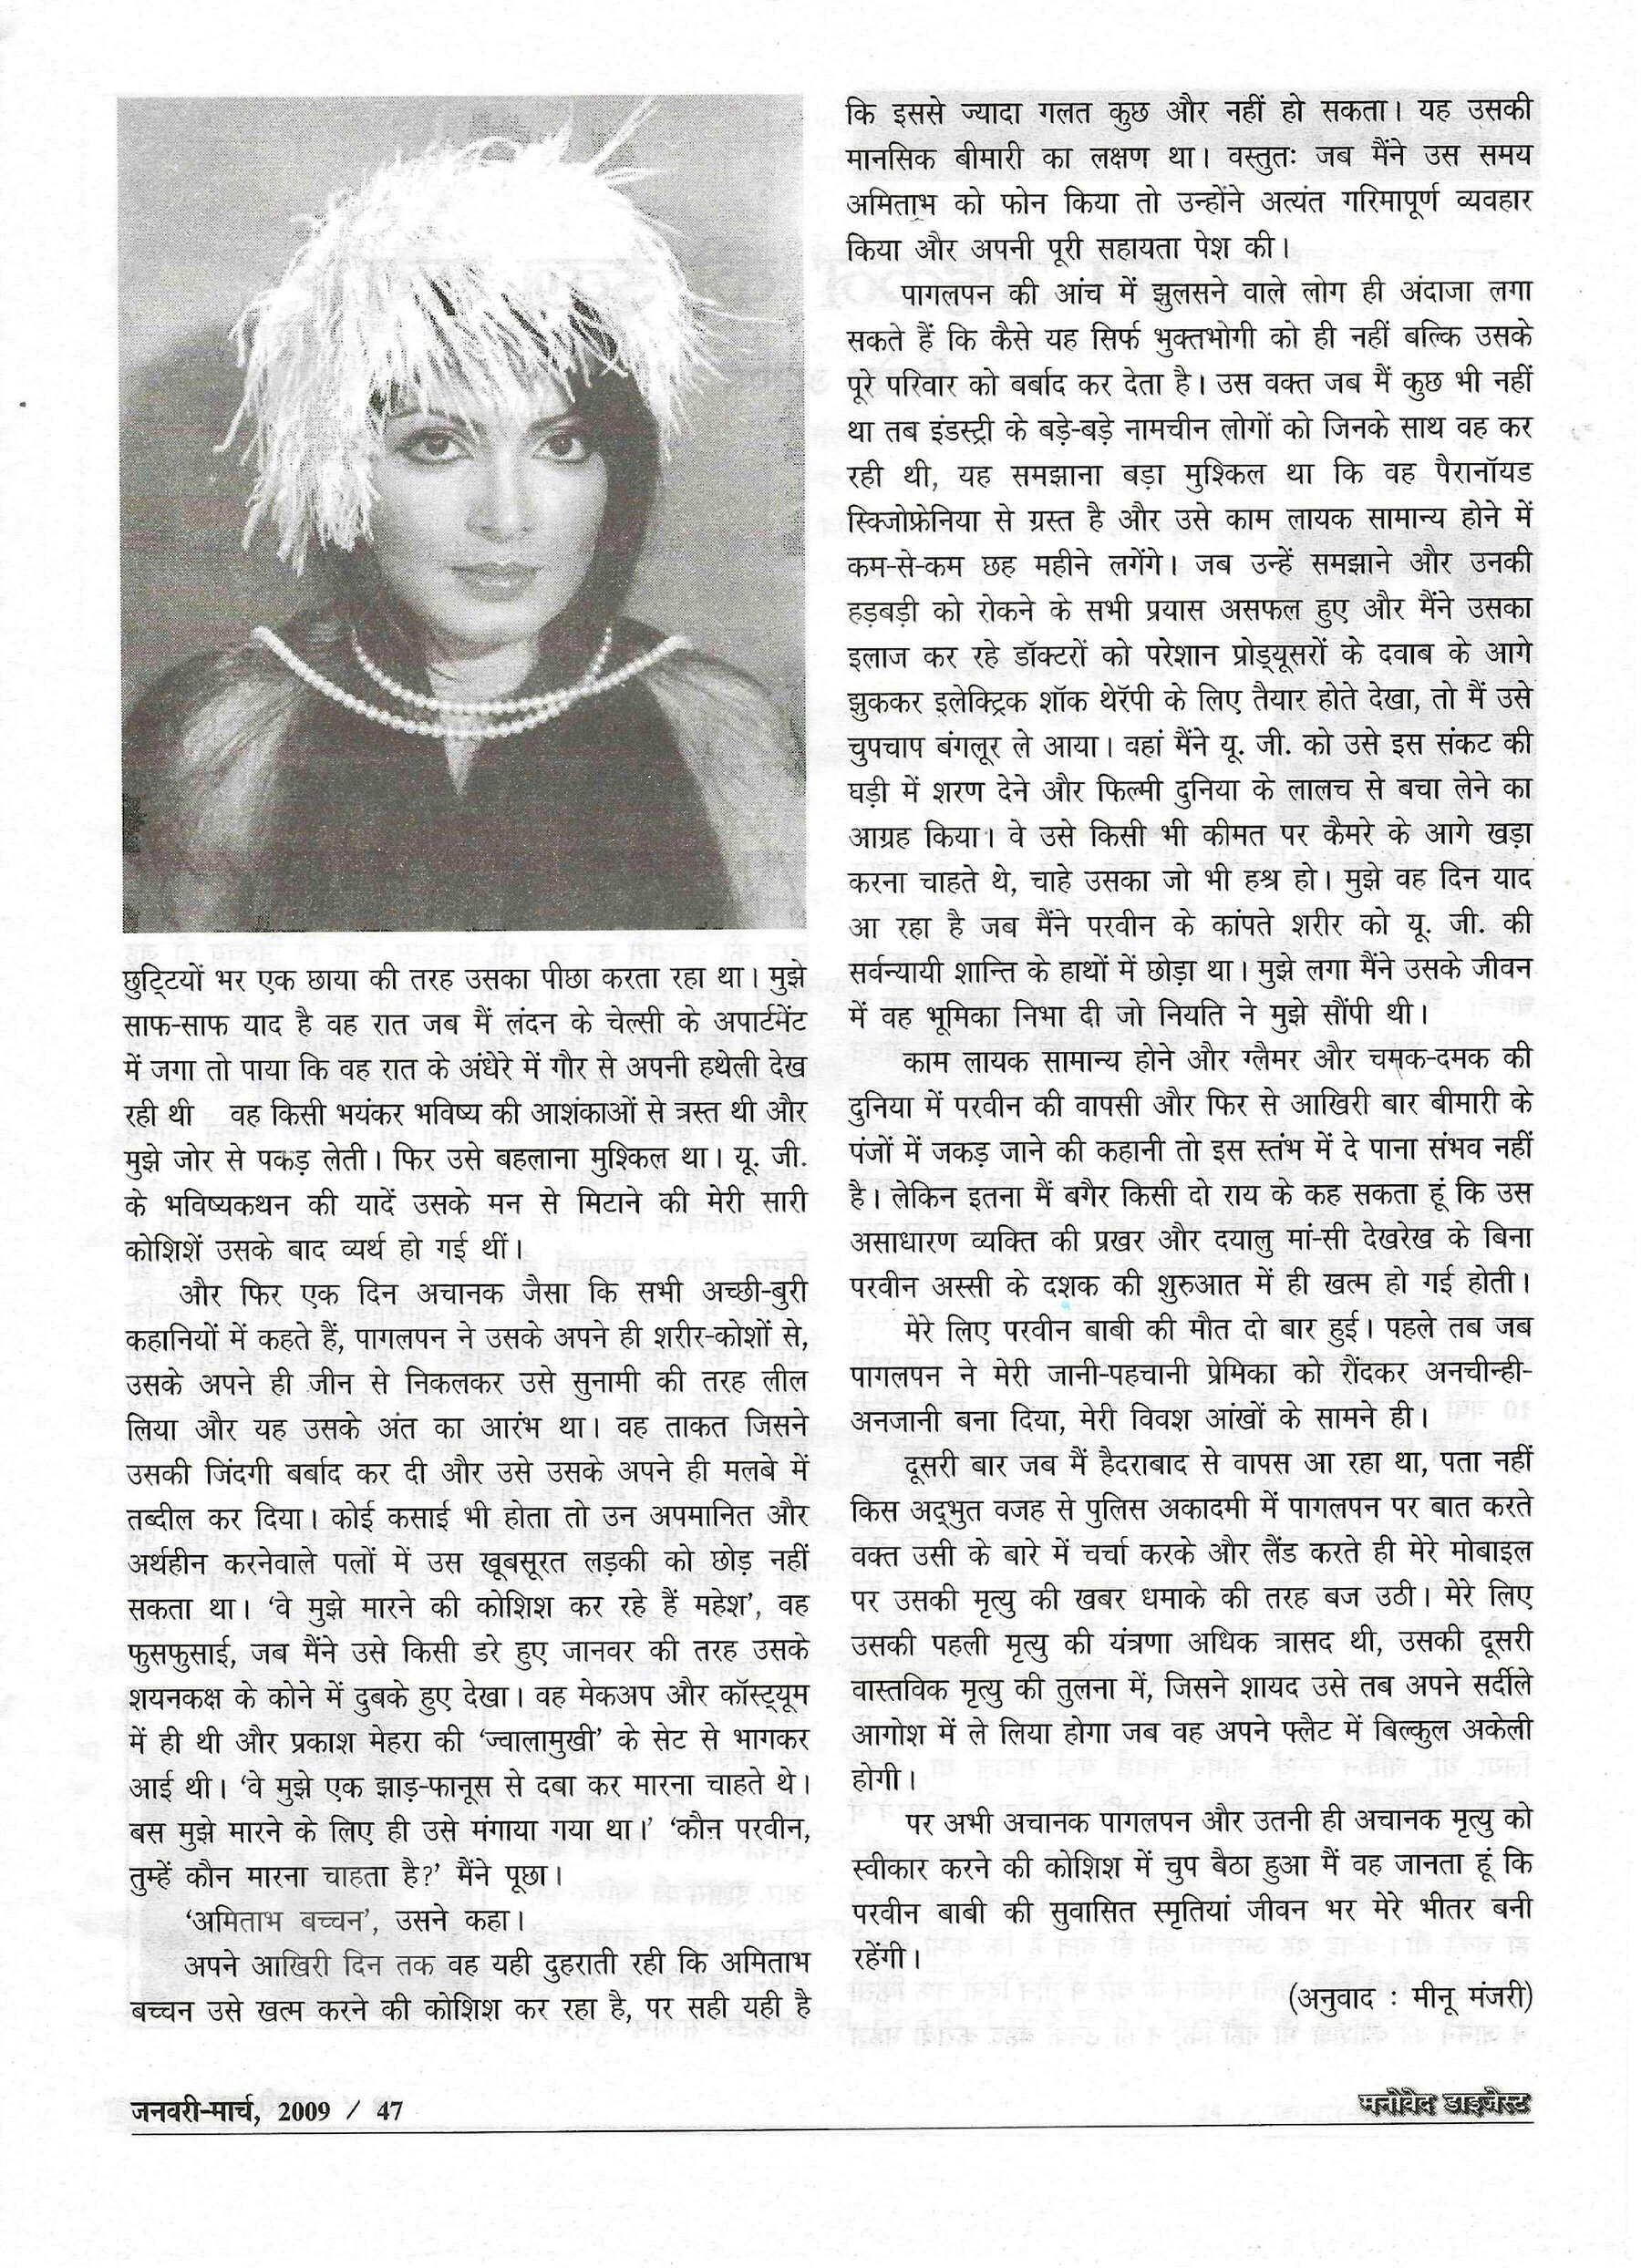 छुट्टियों भर एक छाया की तरह उसका पीछा करता रहा था। मुझे
साफ-साफ याद है वह रात जब मैं लंदन के चेल्सी के अपार्टमेंट
में जगा तो पाया कि वह रात के अंधेरे में गौर से अपनी हथेली देख
रही थी वह किसी भयंकर भविष्य की आशंकाओं से त्रस्त थी और
मुझे जोर से पकड़ लेती। फिर उसे बहलाना मुश्किल था। यू. जी.
के भविष्यकथन की यादें उसके मन से मिटाने की मेरी सारी
कोशिशें उसके बाद व्यर्थ हो गई थीं।
और फिर एक दिन अचानक जैसा कि सभी अच्छी-बुरी
कहानियों में कहते हैं, पागलपन ने उसके अपने ही शरीर-कोशों से,
उसके अपने ही जीन से निकलकर उसे सुनामी की तरह लील
लिया और यह उसके अंत का आरंभ था। वह ताकत जिसने
उसकी जिंदगी बर्बाद कर दी और उसे उसके अपने ही मलबे में
तब्दील कर दिया। कोई कसाई भी होता तो उन अपमानित और
अर्थहीन करनेवाले पलों में उस खूबसूरत लड़की को छोड़ नहीं
सकता था। ‘वे मुझे मारने की कोशिश कर रहे हैं महेश’, वह
फुसफुसाई, जब मैंने उसे किसी डरे हुए जानवर की तरह उसके
शयनकक्ष के कोने में दुबके हुए देखा। वह मेकअप और कॉस्ट्यूम
में ही थी और प्रकाश मेहरा की ‘ज्वालामुखी’ के सेट से भागकर
आई थी। ‘वे मुझे एक झाड़-फानूस से दबा कर मारना चाहते थे।
बस मुझे मारने के लिए ही उसे मंगाया गया था।’ ‘कौन परवीन,
तुम्हें कौन मारना चाहता है?’ मैंने पूछा।
‘अमिताभ बच्चन’, उसने कहा।
अपने आखिरी दिन तक वह यही दुहराती रही कि अमिताभ
बच्चन उसे खत्म करने की कोशिश कर रहा है, पर सही यही है
कि इससे ज्यादा गलत कुछ और नहीं हो सकता। यह उसकी
मानसिक बीमारी का लक्षण था। वस्तुतः जब मैंने उस समय
अमिताभ को फोन किया तो उन्होंने अत्यंत गरिमापूर्ण व्यवहार
किया और अपनी पूरी सहायता पेश की।
पागलपन की आंच में झुलसने वाले लोग ही अंदाजा लगा
सकते हैं कि कैसे यह सिर्फ भुक्तभोगी को ही नहीं बल्कि उसके
पूरे परिवार को बर्बाद कर देता है। उस वक्त जब मैं कुछ भी नहीं
था तब इंडस्ट्री के बड़े-बड़े नामचीन लोगों को जिनके साथ वह कर
रही थी, यह समझाना बड़ा मुश्किल था कि वह पैरानॉयड
स्किजोफ्रेनिया से ग्रस्त है और उसे काम लायक सामान्य होने में
कम-से-कम छह महीने लगेंगे। जब उन्हें समझाने और उनकी
हड़बड़ी को रोकने के सभी प्रयास असफल हुए और मैंने उसका
इलाज कर रहे डॉक्टरों को परेशान प्रोड्यूसरों के दवाब के आगे
झुककर इलेक्ट्रिक शॉक थेरॅपी के लिए तैयार होते देखा, तो मैं उसे
चुपचाप बंगलूर ले आया। वहां मैंने यू. जी. को उसे इस संकट की
घड़ी में शरण देने और फिल्मी दुनिया के लालच से बचा लेने का
आग्रह किया। वे उसे किसी भी कीमत पर कैमरे के आगे खड़ा
करना चाहते थे, चाहे उसका जो भी हश्र हो। मुझे वह दिन याद
आ रहा है जब मैंने परवीन के कांपते शरीर को यू. जी. की
सर्वन्यायी शान्ति के हाथों में छोड़ा था। मुझे लगा मैंने उसके जीवन
में वह भूमिका निभा दी जो नियति ने मुझे सौंपी थी।
काम लायक सामान्य होने और ग्लैमर और चमक-दमक की
दुनिया में परवीन की वापसी और फिर से आखिरी बार बीमारी के
पंजों में जकड़ जाने की कहानी तो इस स्तंभ में दे पाना संभव नहीं
है। लेकिन इतना मैं बगैर किसी दो राय के कह सकता हूं कि उस
असाधारण व्यक्ति की प्रखर और दयालु मां-सी देखरेख के बिना
परवीन अस्सी के दशक की शुरुआत में ही खत्म हो गई होती।
मेरे लिए परवीन बाबी की मौत दो बार हुई। पहले तब जब
पागलपन ने मेरी जानी-पहचानी प्रेमिका को रौंदकर अनचीन्ही-
अनजानी बना दिया, मेरी विवश आंखों के सामने ही।
दूसरी बार जब मैं हैदराबाद से वापस आ रहा था, पता नहीं
किस अद्भुत वजह से पुलिस अकादमी में पागलपन पर बात करते
वक्त उसी के बारे में चर्चा करके और लैंड करते ही मेरे मोबाइल
पर उसकी मृत्यु की खबर धमाके की तरह बज उठी। मेरे लिए
उसकी पहली मृत्यु की यंत्रणा अधिक त्रासद थी, उसकी दूसरी
वास्तविक मृत्यु की तुलना में, जिसने शायद उसे तब अपने सर्दीले
आगोश में ले लिया होगा जब वह अपने फ्लैट में बिल्कुल अकेली
होगी।
पर अभी अचानक पागलपन और उतनी ही अचानक मृत्यु को
स्वीकार करने की कोशिश में चुप बैठा हुआ मैं वह जानता हूं कि
परवीन बाबी की सुवासित स्मृतियां जीवन भर मेरे भीतर बनी
रहेंगी।
(अनुवाद : मीनू मंजरी)
जनवरी-मार्च, 2009 / 47
मनोवेद डाइजेस्ट